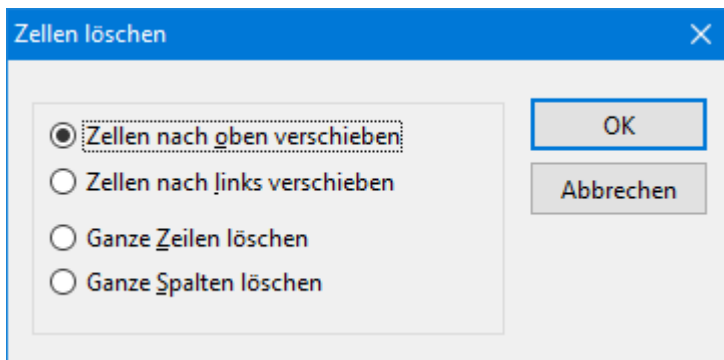 Zellen löschen
Zellen nach oben verschieben
Zellen nach links verschieben
Ganze Zeilen löschen
Ganze Spalten löschen
OK
Abbrechen